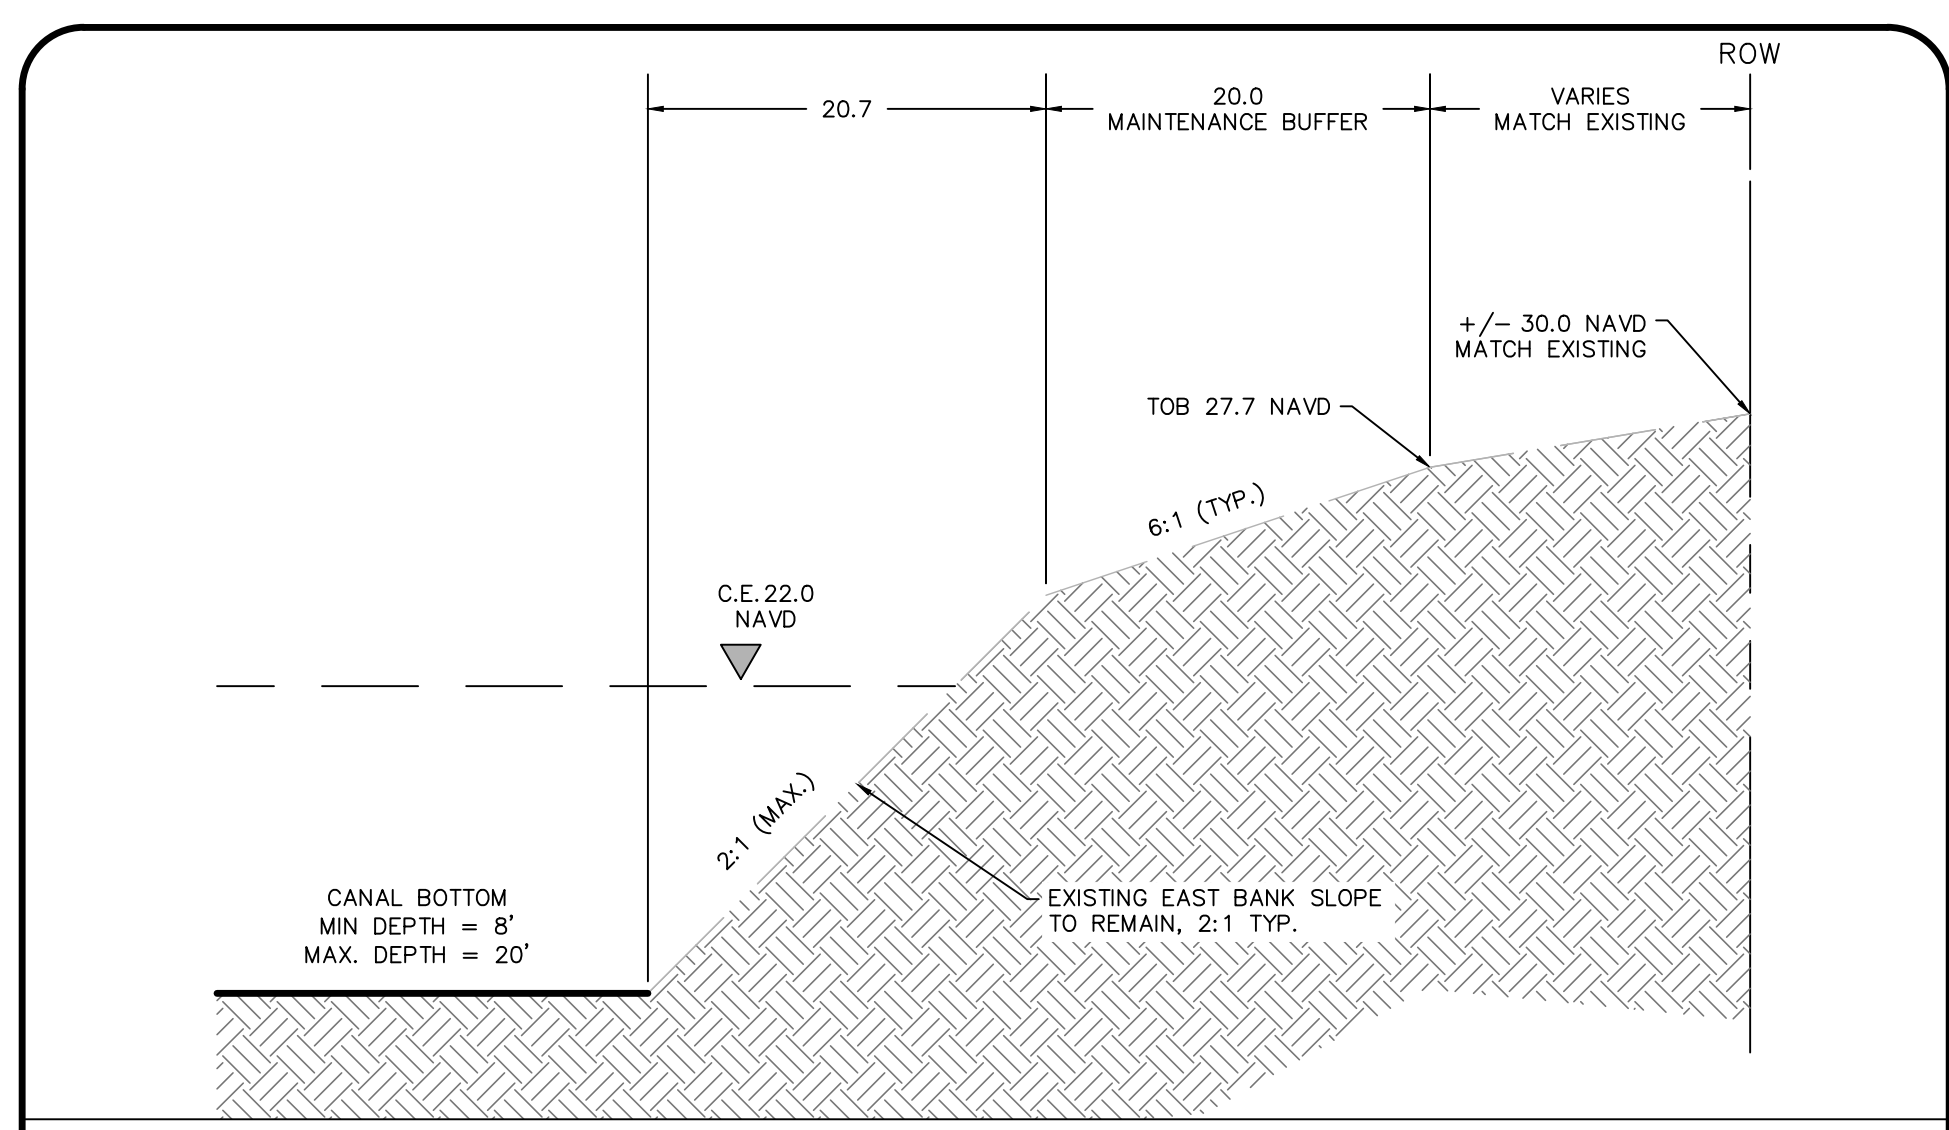 ROW
20.7
20.0
MAINTENANCE BUFFER
VARIES
MATCH EXISTING
+/- 30.0 NAVD
MATCH EXISTING
TOB 27.7 NAVD
6:1 (TYP.)
C.E. 22.0
NAVD
2:1 (MAX.)
CANAL BOTTOM
MIN DEPTH = 8'
MAX. DEPTH = 20'
EXISTING EAST BANK SLOPE
TO REMAIN, 2:1 TYP.